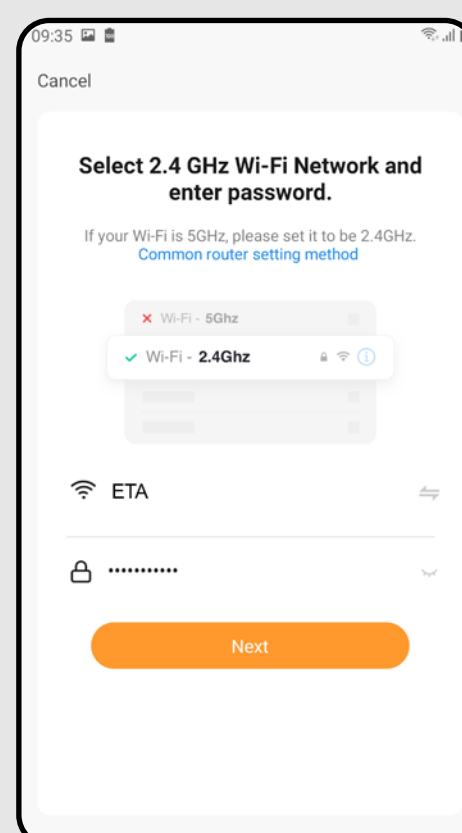 09:35
Cancel
Select 2.4 GHz Wi-Fi Network and
enter password.
If your Wi-Fi is 5GHz, please set it to be 2.4GHz.
Common router setting method
Wi-Fi - 5Ghz
Wi-Fi - 2.4Ghz
ETA
•••••••••••
Next